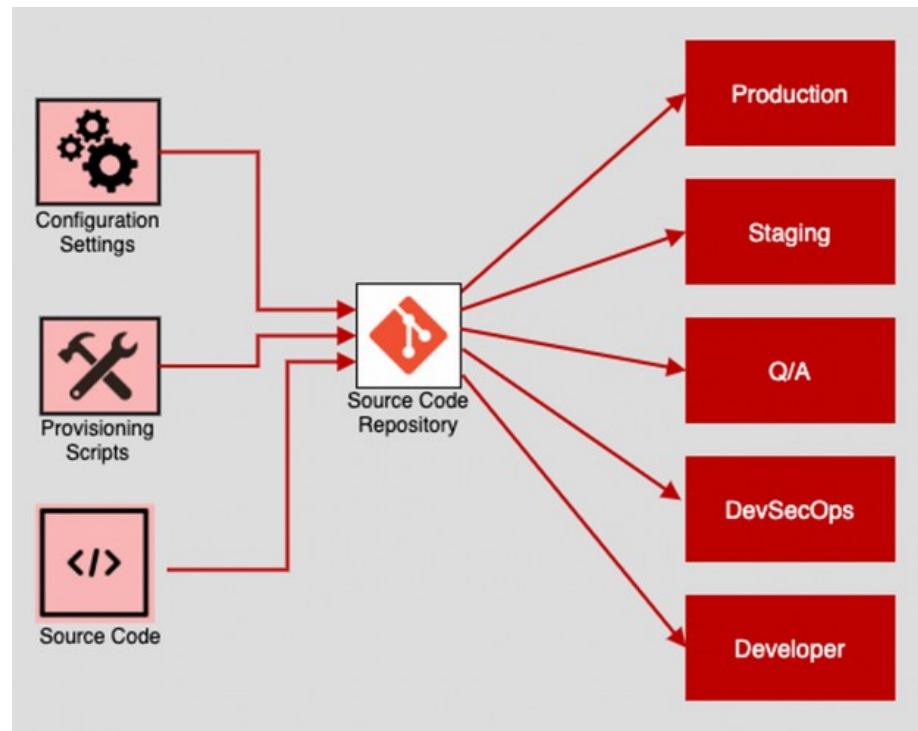 Configuration
Settings
Provisioning
Scripts
</>
Source Code
Source Code
Repository
Production
Staging
Q/A
DevSecOps
Developer